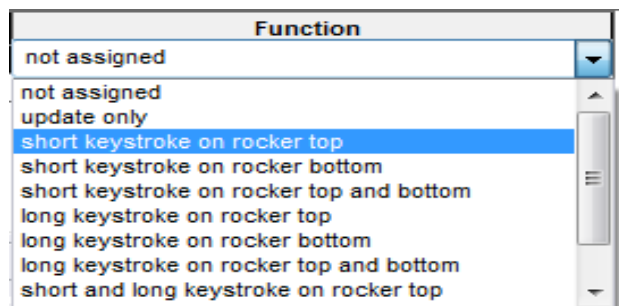 Function
not assigned
not assigned
update only
short keystroke on rocker top
short keystroke on rocker bottom
short keystroke on rocker top and bottom
long keystroke on rocker top
long keystroke on rocker bottom
long keystroke on rocker top and bottom
short and long keystroke on rocker top